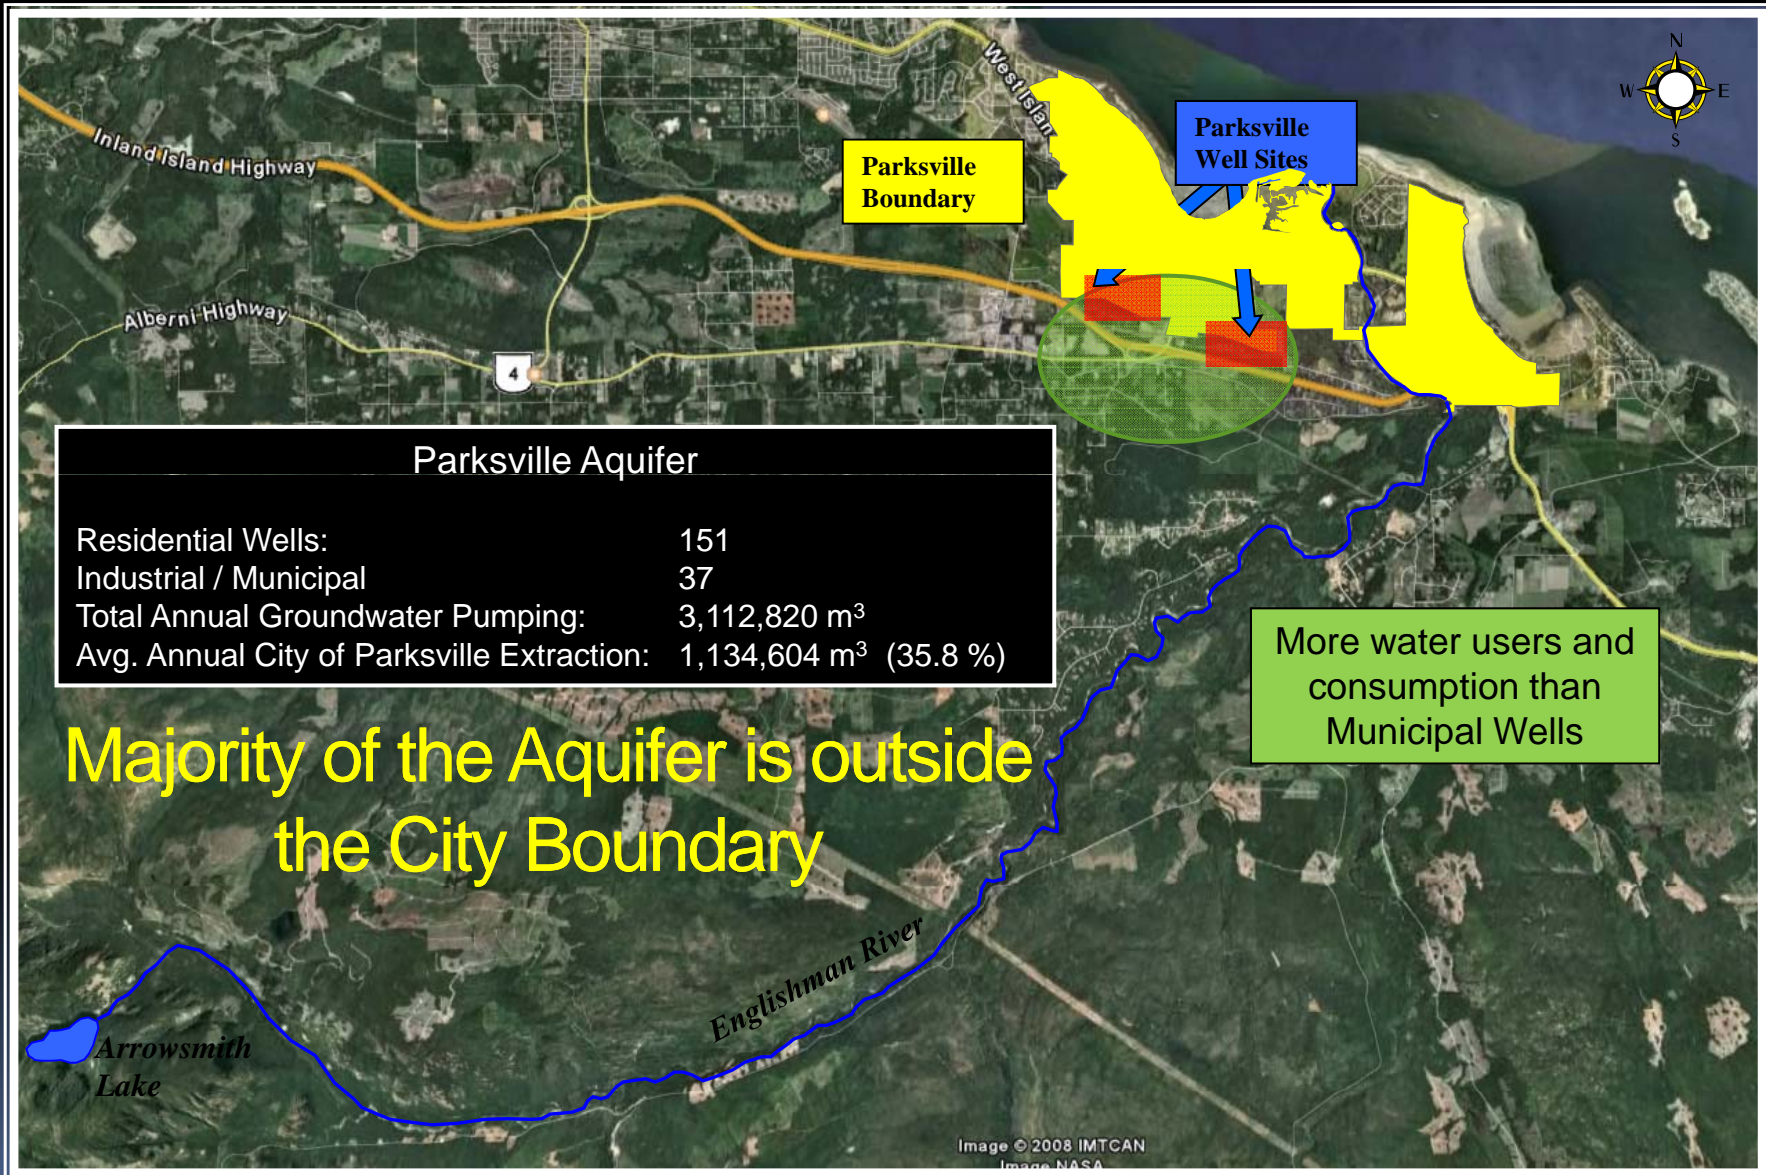 N
W E
S
West Islan
Inland Island Highway
Parksville
Boundary
Parksville
Well Sites
Alberni Highway
4
Parksville Aquifer
Residential Wells: 151
Industrial / Municipal 37
Total Annual Groundwater Pumping: 3,112,820 m³
Avg. Annual City of Parksville Extraction: 1,134,604 m³ (35.8 %)
More water users and
consumption than
Municipal Wells
Majority of the Aquifer is outside
the City Boundary
Englishman River
Arrowsmith
Lake
Image © 2008 IMTCAN
Image NASA